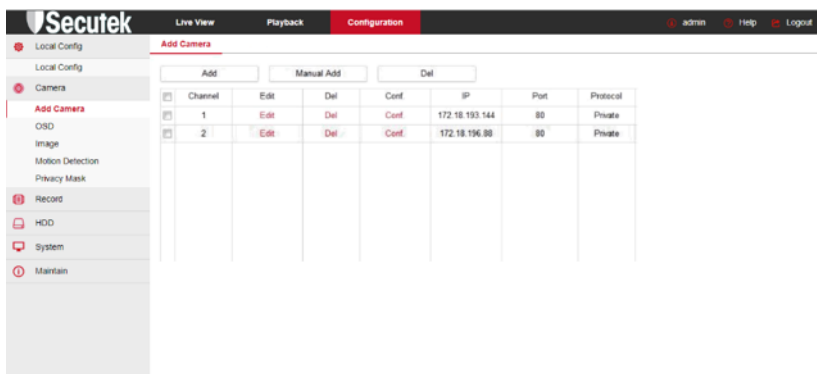 Secutek
Live View Playback Configuration admin Help Logout
Local Config
Local Config
Camera
Add Camera
OSD
Image
Motion Detection
Privacy Mask
Record
HDD
System
Maintain
Add Camera
Add Manual Add Del
Channel Edit Del Conf. IP Port Protocol
1 Edit Del Conf. 172.18.193.144 80 Private
2 Edit Del Conf. 172.18.196.88 80 Private